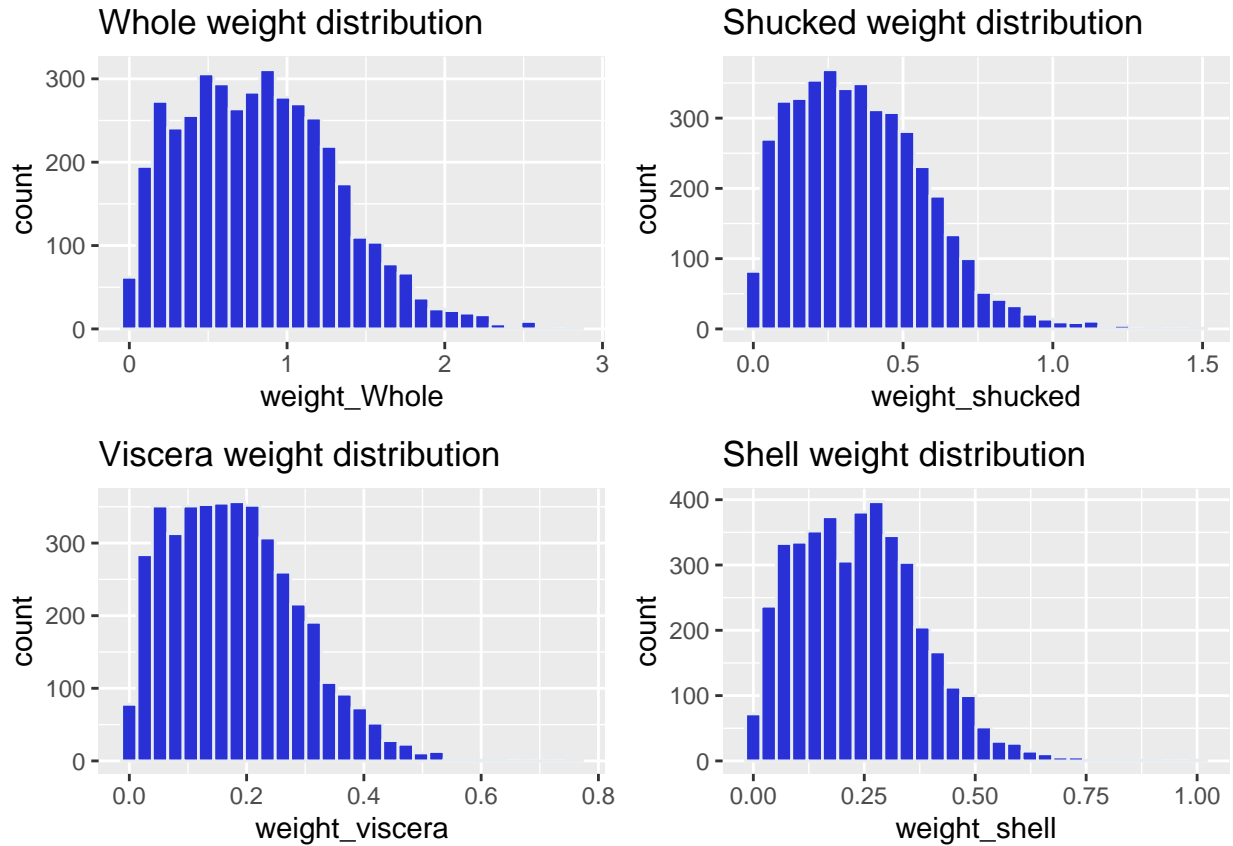 Whole weight distribution
300
200
100
0
count
0 1 2 3
weight_Whole
Shucked weight distribution
300
200
100
0
count
0.0 0.5 1.0 1.5
weight_shucked
Viscera weight distribution
300
200
100
0
count
0.0 0.2 0.4 0.6 0.8
weight_viscera
Shell weight distribution
400
300
200
100
0
count
0.00 0.25 0.50 0.75 1.00
weight_shell